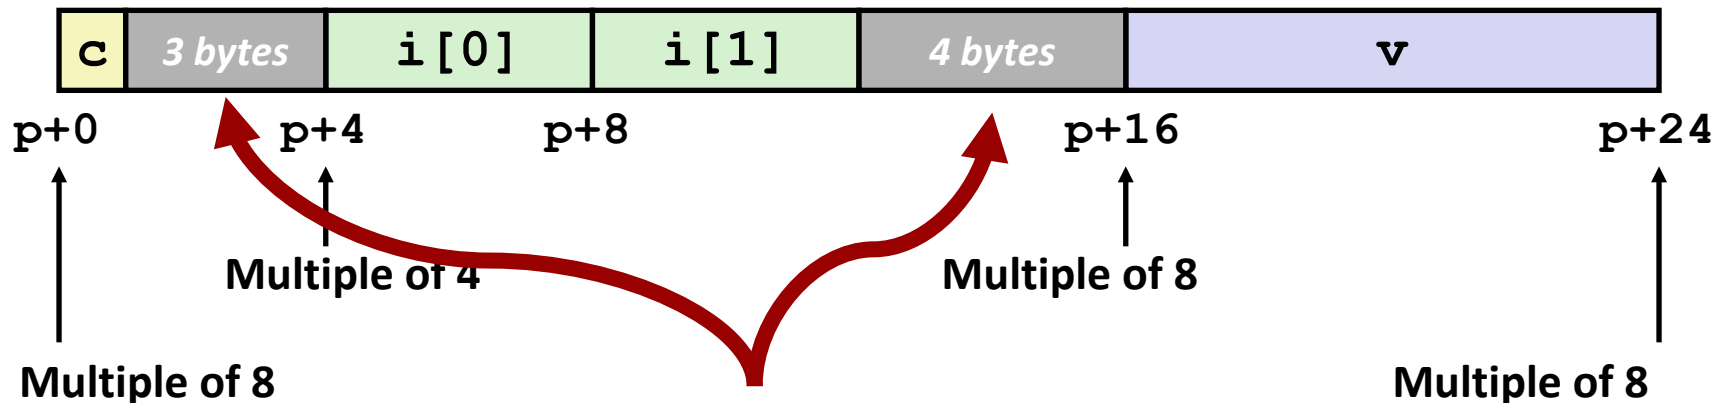 c 3 bytes i[0] i[1] 4 bytes v
p+0 p+4 p+8 p+16 p+24
Multiple of 4 Multiple of 8
Multiple of 8 Multiple of 8